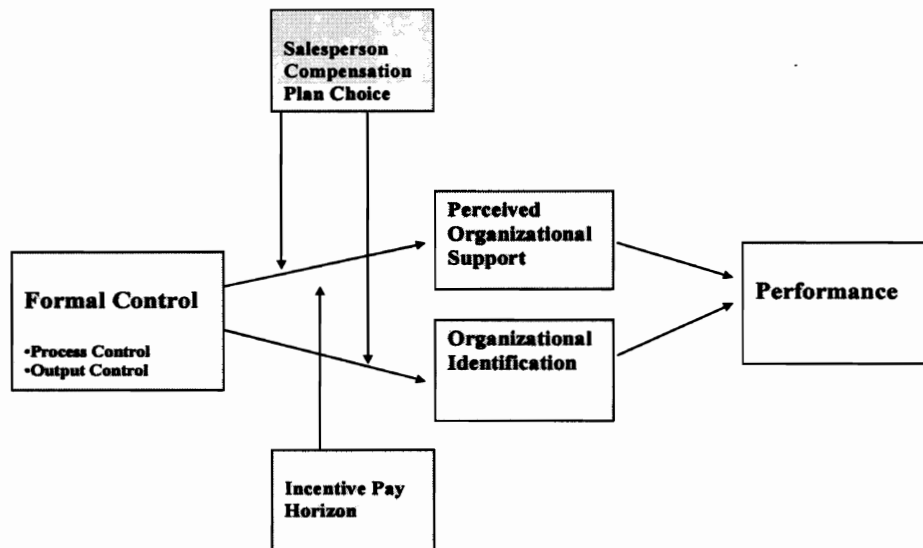 Salesperson
Compensation
Plan Choice
Perceived
Organizational
Support
Formal Control
•Process Control
•Output Control
Performance
Organizational
Identification
Incentive Pay
Horizon